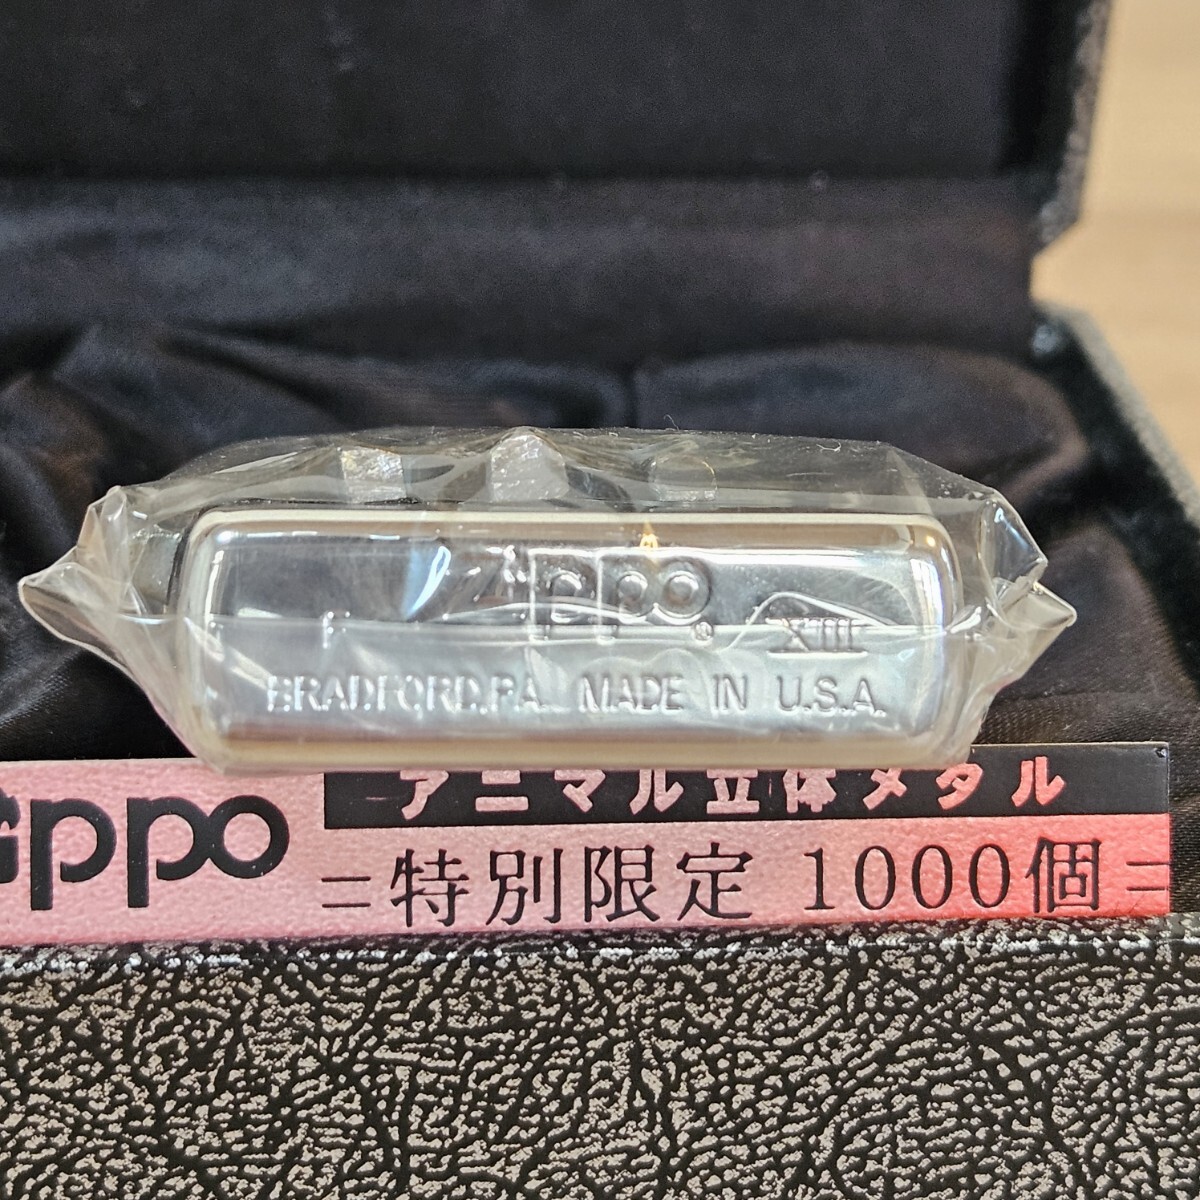 Zippo
®
XIII
BRADFORD, PA. MADE IN U.S.A.
アニマル立体メタル
Zippo
=特別限定 1000個=